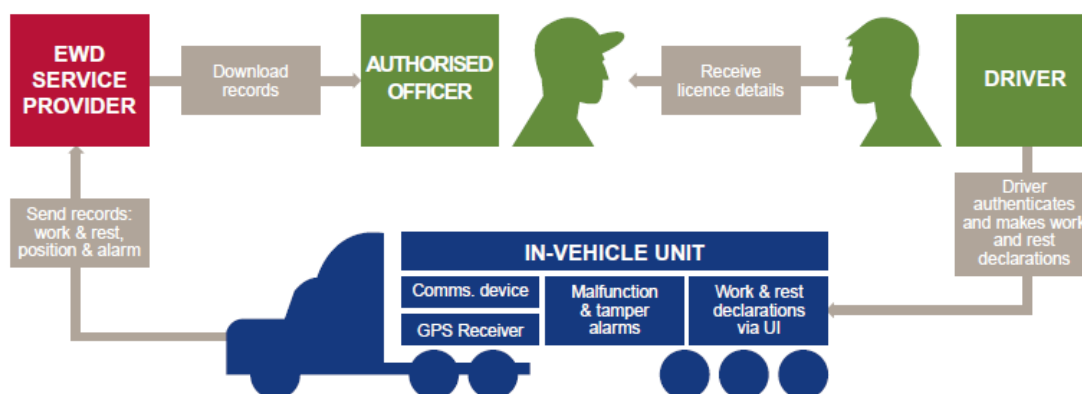 EWD
SERVICE
PROVIDER
Download
records
AUTHORISED
OFFICER
Receive
licence details
DRIVER
Send records:
work & rest,
position & alarm
Driver
authenticates
and makes work
and rest
declarations
IN-VEHICLE UNIT
Comms. device
GPS Receiver
Malfunction
& tamper
alarms
Work & rest
declarations
via UI